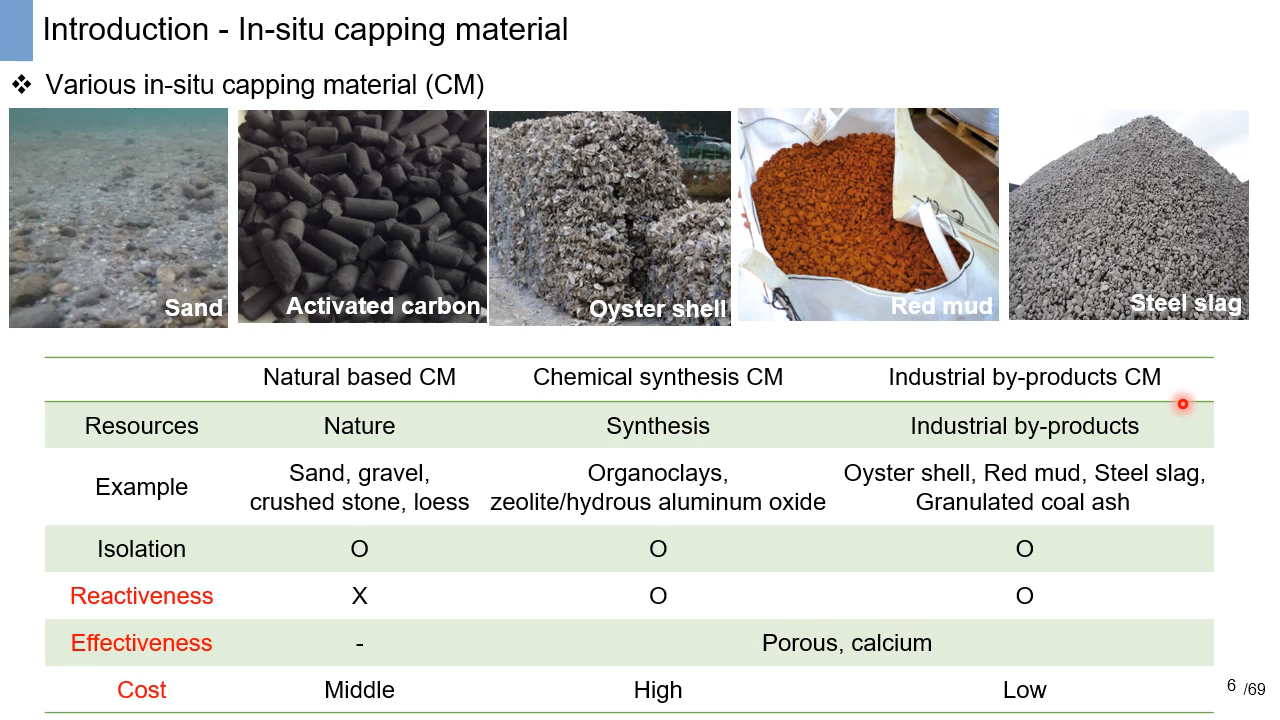 Introduction - In-situ capping material
❖ Various in-situ capping material (CM)
Sand
Activated carbon
Oyster shell
Red mud
Steel slag
Natural based CM Chemical synthesis CM Industrial by-products CM
Resources Nature Synthesis Industrial by-products
Example Sand, gravel, crushed stone, loess Organoclays, zeolite/hydrous aluminum oxide Oyster shell, Red mud, Steel slag, Granulated coal ash
Isolation O O O
Reactiveness X O O
Effectiveness - Porous, calcium
Cost Middle High Low
6 /69